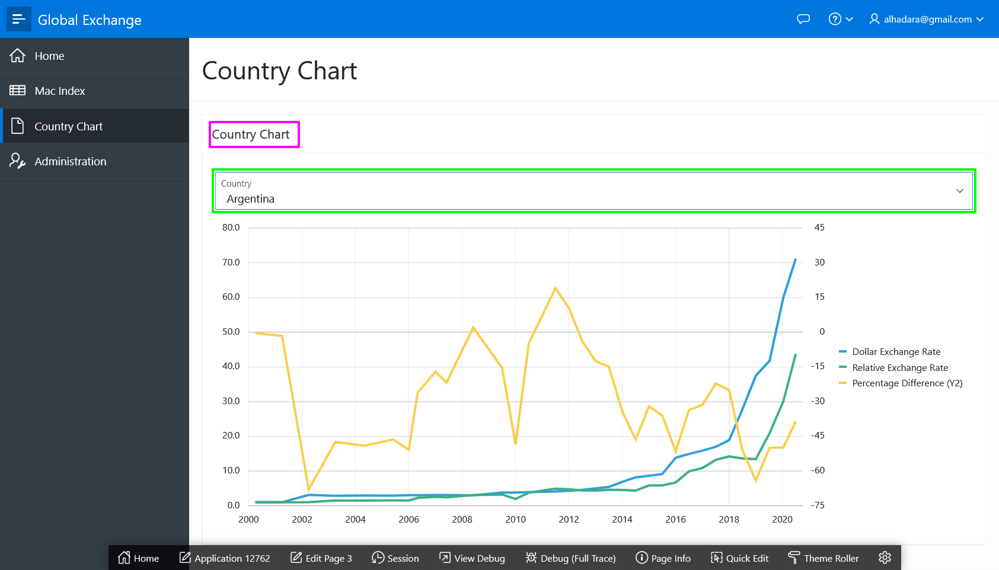 Global Exchange
alhadara@gmail.com
Home
Mac Index
Country Chart
Administration
Country Chart
Country Chart
Country
Argentina
80.0
70.0
60.0
50.0
40.0
30.0
20.0
10.0
0.0
45
30
15
0
-15
-30
-45
-60
-75
2000 2002 2004 2006 2008 2010 2012 2014 2016 2018 2020
Dollar Exchange Rate
Relative Exchange Rate
Percentage Difference (Y2)
Home Application 12762 Edit Page 3 Session View Debug Debug (Full Trace) Page Info Quick Edit Theme Roller